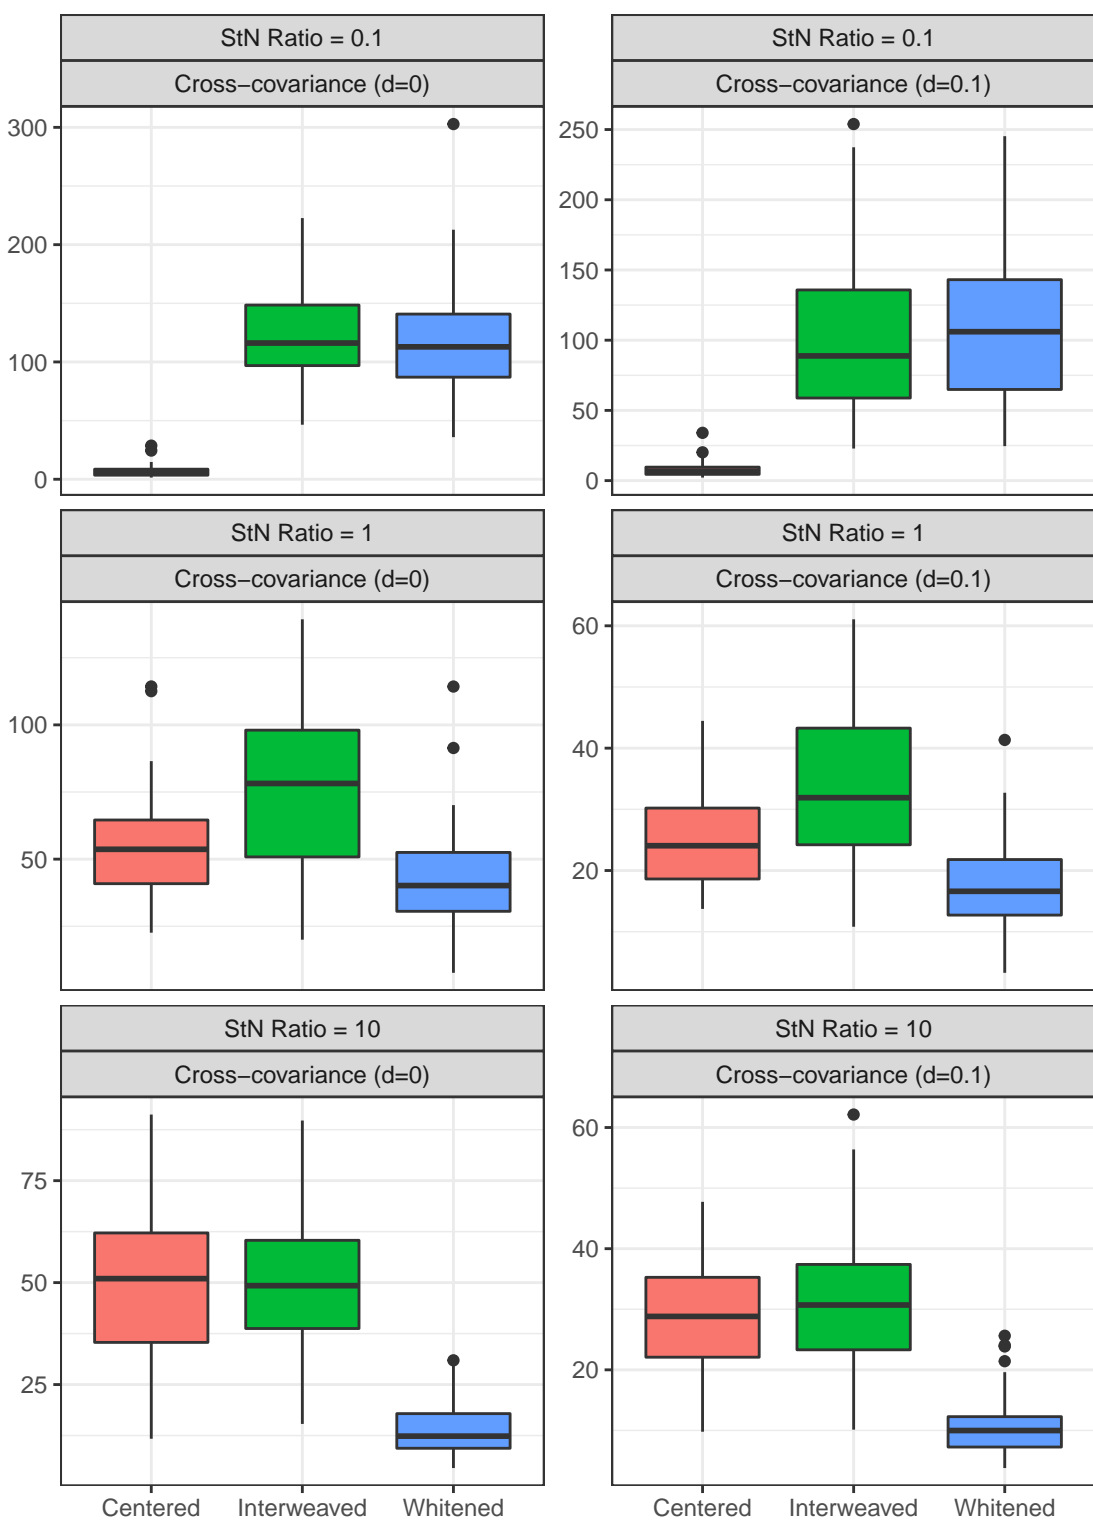 StN Ratio = 0.1
Cross−covariance (d=0)
300
200
100
0
StN Ratio = 0.1
Cross−covariance (d=0.1)
250
200
150
100
50
0
StN Ratio = 1
Cross−covariance (d=0)
100
50
StN Ratio = 1
Cross−covariance (d=0.1)
60
40
20
StN Ratio = 10
Cross−covariance (d=0)
75
50
25
Centered Interweaved Whitened
StN Ratio = 10
Cross−covariance (d=0.1)
60
40
20
Centered Interweaved Whitened